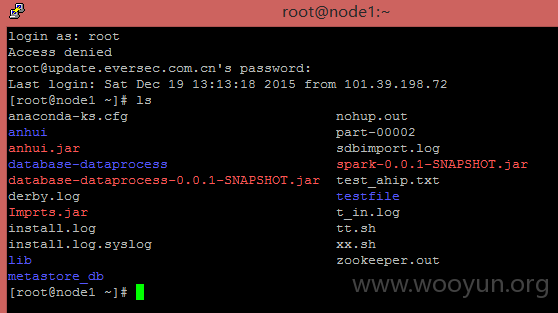 root@node1:~
login as: root
Access denied
root@update.eversec.com.cn's password:
Last login: Sat Dec 19 13:13:18 2015 from 101.39.198.72
[root@node1 ~]# ls
anaconda-ks.cfg nohup.out
anhui part-00002
anhui.jar sdbimport.log
database-dataprocess spark-0.0.1-SNAPSHOT.jar
database-dataprocess-0.0.1-SNAPSHOT.jar test_ahip.txt
derby.log testfile
Imprts.jar t_in.log
install.log tt.sh
install.log.syslog xx.sh
lib zookeeper.out
metastore_db
[root@node1 ~]#
www.wooyun.org